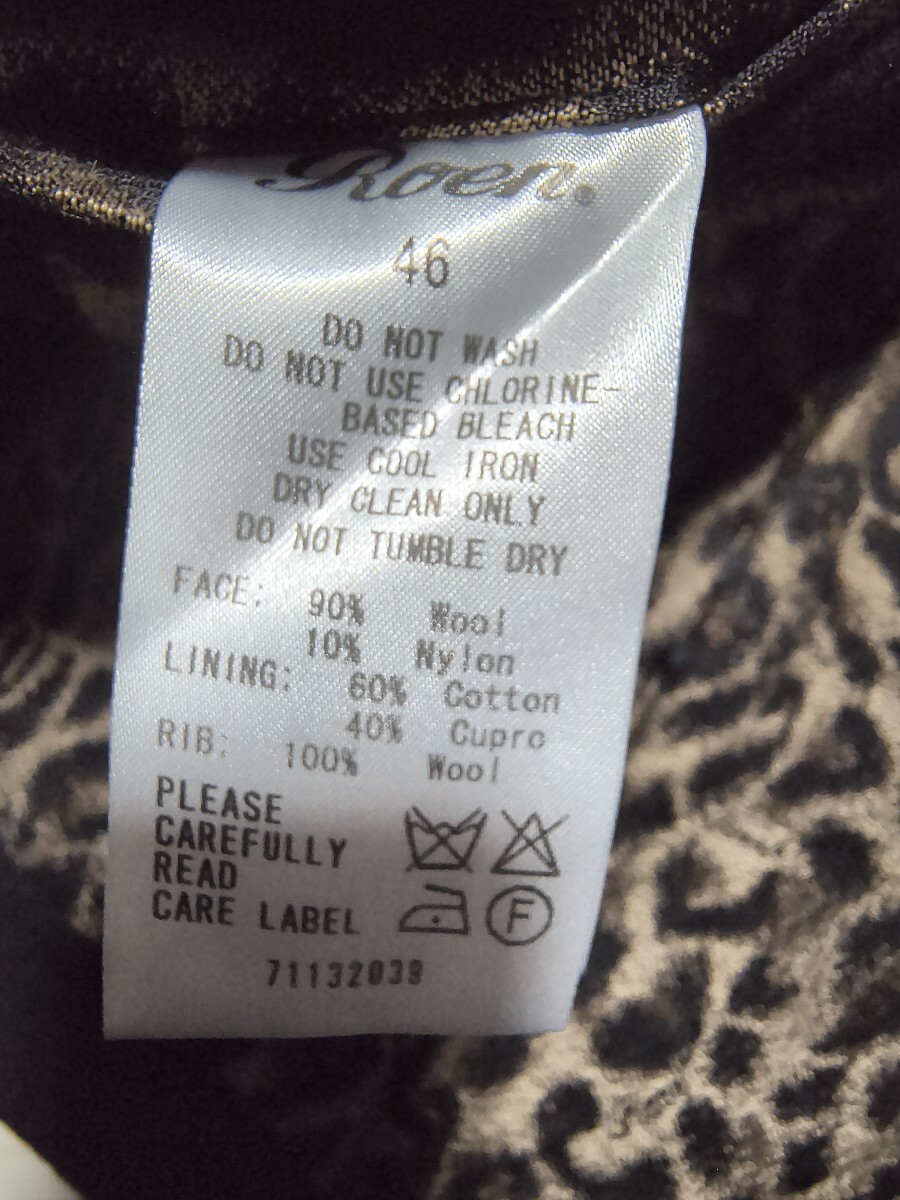 Roen®
46
DO NOT WASH
DO NOT USE CHLORINE-
BASED BLEACH
USE COOL IRON
DRY CLEAN ONLY
DO NOT TUMBLE DRY
FACE: 90% Wool
10% Nylon
LINING: 60% Cotton
40% Cupro
RIB: 100% Wool
PLEASE
CAREFULLY
READ
CARE LABEL
F
71132039